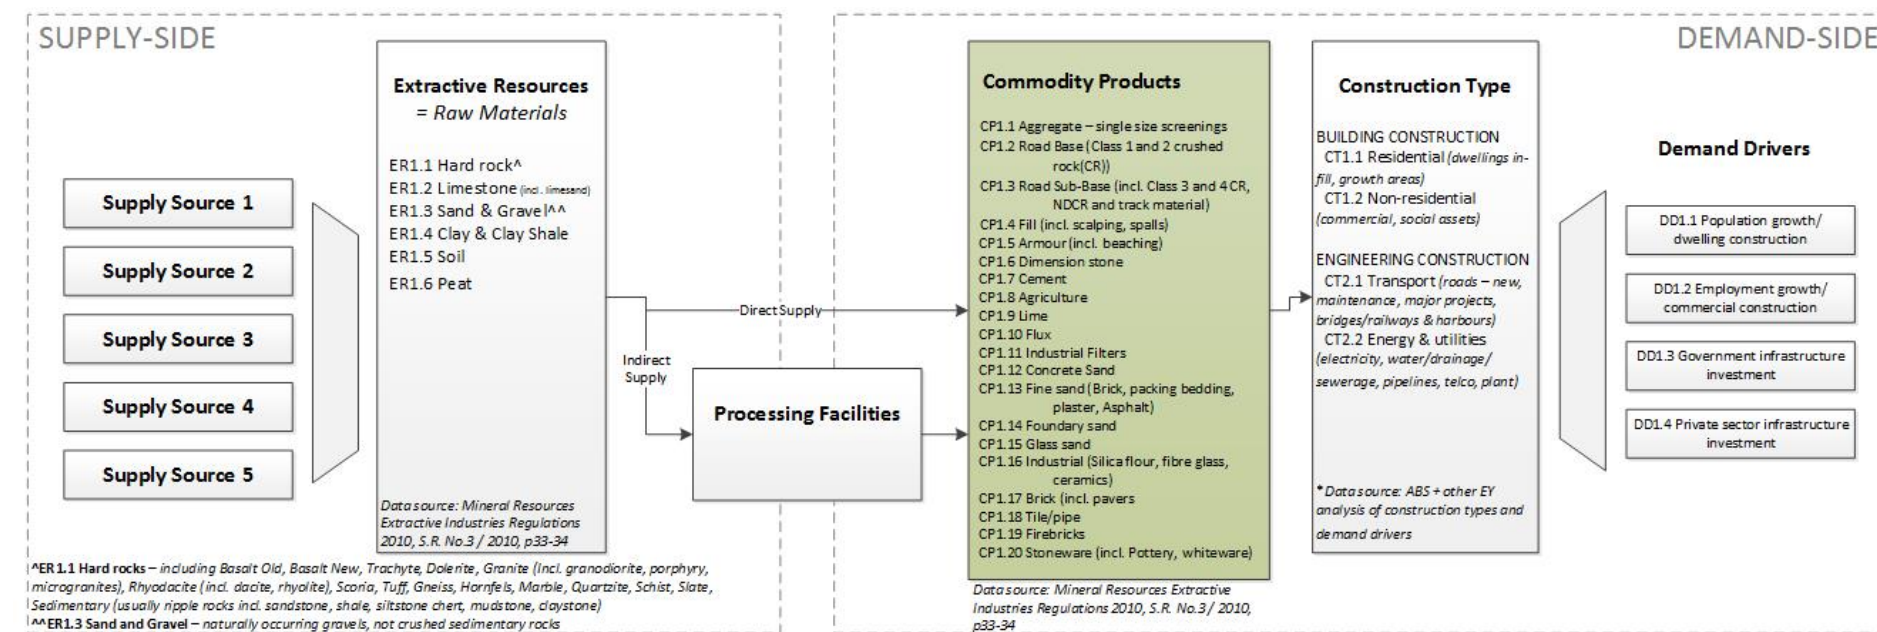 SUPPLY-SIDE
Supply Source 1
Supply Source 2
Supply Source 3
Supply Source 4
Supply Source 5
Extractive Resources
= Raw Materials
ER1.1 Hard rock^
ER1.2 Limestone (incl. limesand)
ER1.3 Sand & Gravel^^
ER1.4 Clay & Clay Shale
ER1.5 Soil
ER1.6 Peat
Data source: Mineral Resources
Extractive Industries Regulations
2010, S.R. No.3 / 2010, p33-34
^ER1.1 Hard rocks – including Basalt Old, Basalt New, Trachyte, Dolerite, Granite (Incl. granodiorite, porphyry,
microgranites), Rhyodacite (incl. dacite, rhyolite), Scoria, Tuff, Gneiss, Hornfels, Marble, Quartzite, Schist, Slate,
Sedimentary (usually ripple rocks incl. sandstone, shale, siltstone chert, mudstone, claystone)
^^ER1.3 Sand and Gravel – naturally occurring gravels, not crushed sedimentary rocks
Direct Supply
Indirect
Supply
Processing Facilities
DEMAND-SIDE
Commodity Products
CP1.1 Aggregate – single size screenings
CP1.2 Road Base (Class 1 and 2 crushed
rock(CR))
CP1.3 Road Sub-Base (incl. Class 3 and 4 CR,
NDCR and track material)
CP1.4 Fill (incl. scalping, spalls)
CP1.5 Armour (incl. beaching)
CP1.6 Dimension stone
CP1.7 Cement
CP1.8 Agriculture
CP1.9 Lime
CP1.10 Flux
CP1.11 Industrial Filters
CP1.12 Concrete Sand
CP1.13 Fine sand (Brick, packing bedding,
plaster, Asphalt)
CP1.14 Foundary sand
CP1.15 Glass sand
CP1.16 Industrial (Silica flour, fibre glass,
ceramics)
CP1.17 Brick (incl. pavers
CP1.18 Tile/pipe
CP1.19 Firebricks
CP1.20 Stoneware (incl. Pottery, whiteware)
Data source: Mineral Resources Extractive
Industries Regulations 2010, S.R. No.3 / 2010,
p33-34
Construction Type
BUILDING CONSTRUCTION
CT1.1 Residential (dwellings in-
fill, growth areas)
CT1.2 Non-residential
(commercial, social assets)
ENGINEERING CONSTRUCTION
CT2.1 Transport (roads – new,
maintenance, major projects,
bridges/railways & harbours)
CT2.2 Energy & utilities
(electricity, water/drainage/
sewerage, pipelines, telco, plant)
* Data source: ABS + other EY
analysis of construction types and
demand drivers
Demand Drivers
DD1.1 Population growth/
dwelling construction
DD1.2 Employment growth/
commercial construction
DD1.3 Government infrastructure
investment
DD1.4 Private sector infrastructure
investment